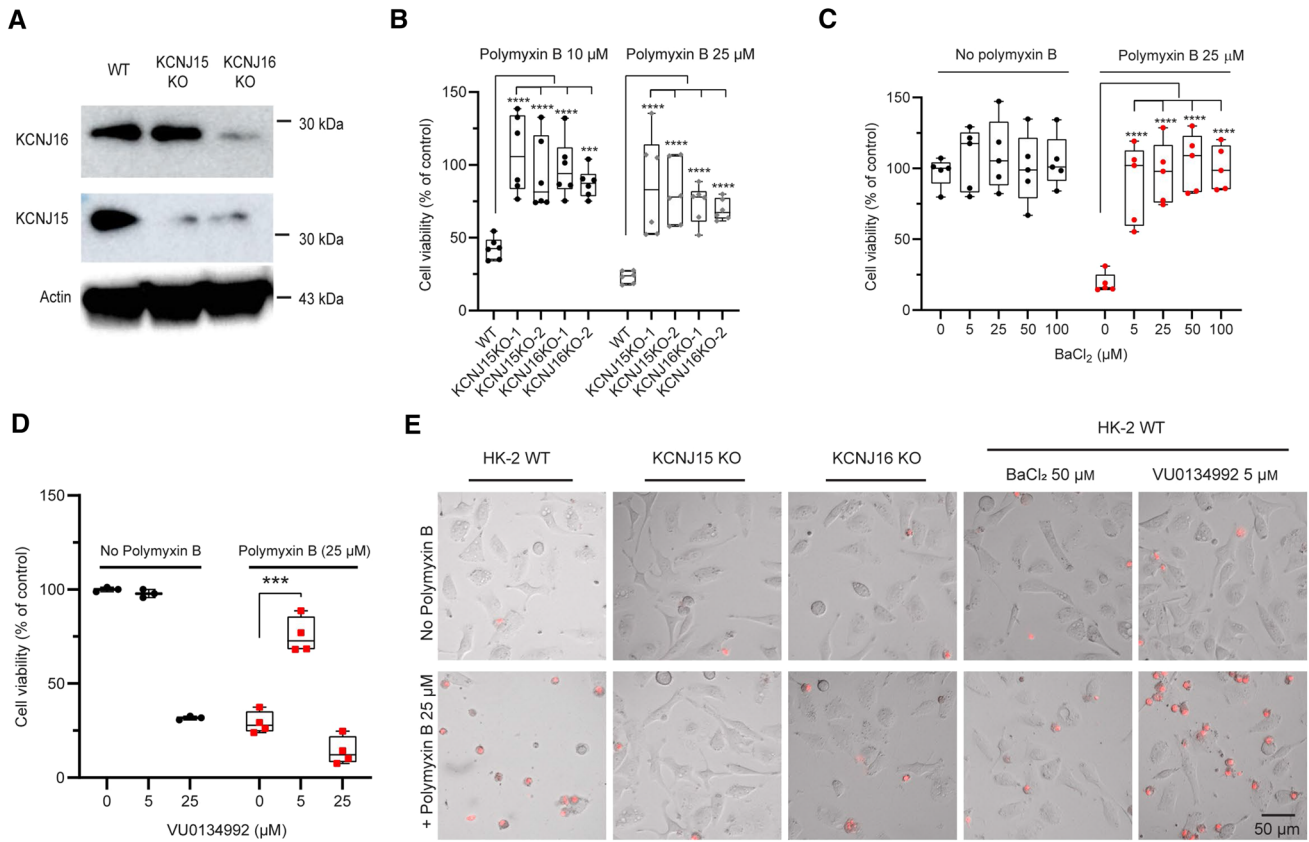 A
WT
KCNJ15
KO
KCNJ16
KO
KCNJ16
30 kDa
KCNJ15
30 kDa
Actin
43 kDa
B
Polymyxin B 10 µM
Polymyxin B 25 µM
Cell viability (% of control)
150
100
50
0
****
****
****
***
****
****
****
****
WT
KCNJ15KO-1
KCNJ15KO-2
KCNJ16KO-1
KCNJ16KO-2
WT
KCNJ15KO-1
KCNJ15KO-2
KCNJ16KO-1
KCNJ16KO-2
C
No polymyxin B
Polymyxin B 25 µM
Cell viability (% of control)
150
100
50
0
****
****
****
****
0 5 25 50 100
0 5 25 50 100
BaCl2 (µM)
D
No Polymyxin B
Polymyxin B (25 µM)
***
Cell viability (% of control)
150
100
50
0
0 5 25
0 5 25
VU0134992 (µM)
E
HK-2 WT
KCNJ15 KO
KCNJ16 KO
HK-2 WT
BaCl₂ 50 µM
VU0134992 5 µM
No Polymyxin B
+ Polymyxin B 25 µM
50 µm